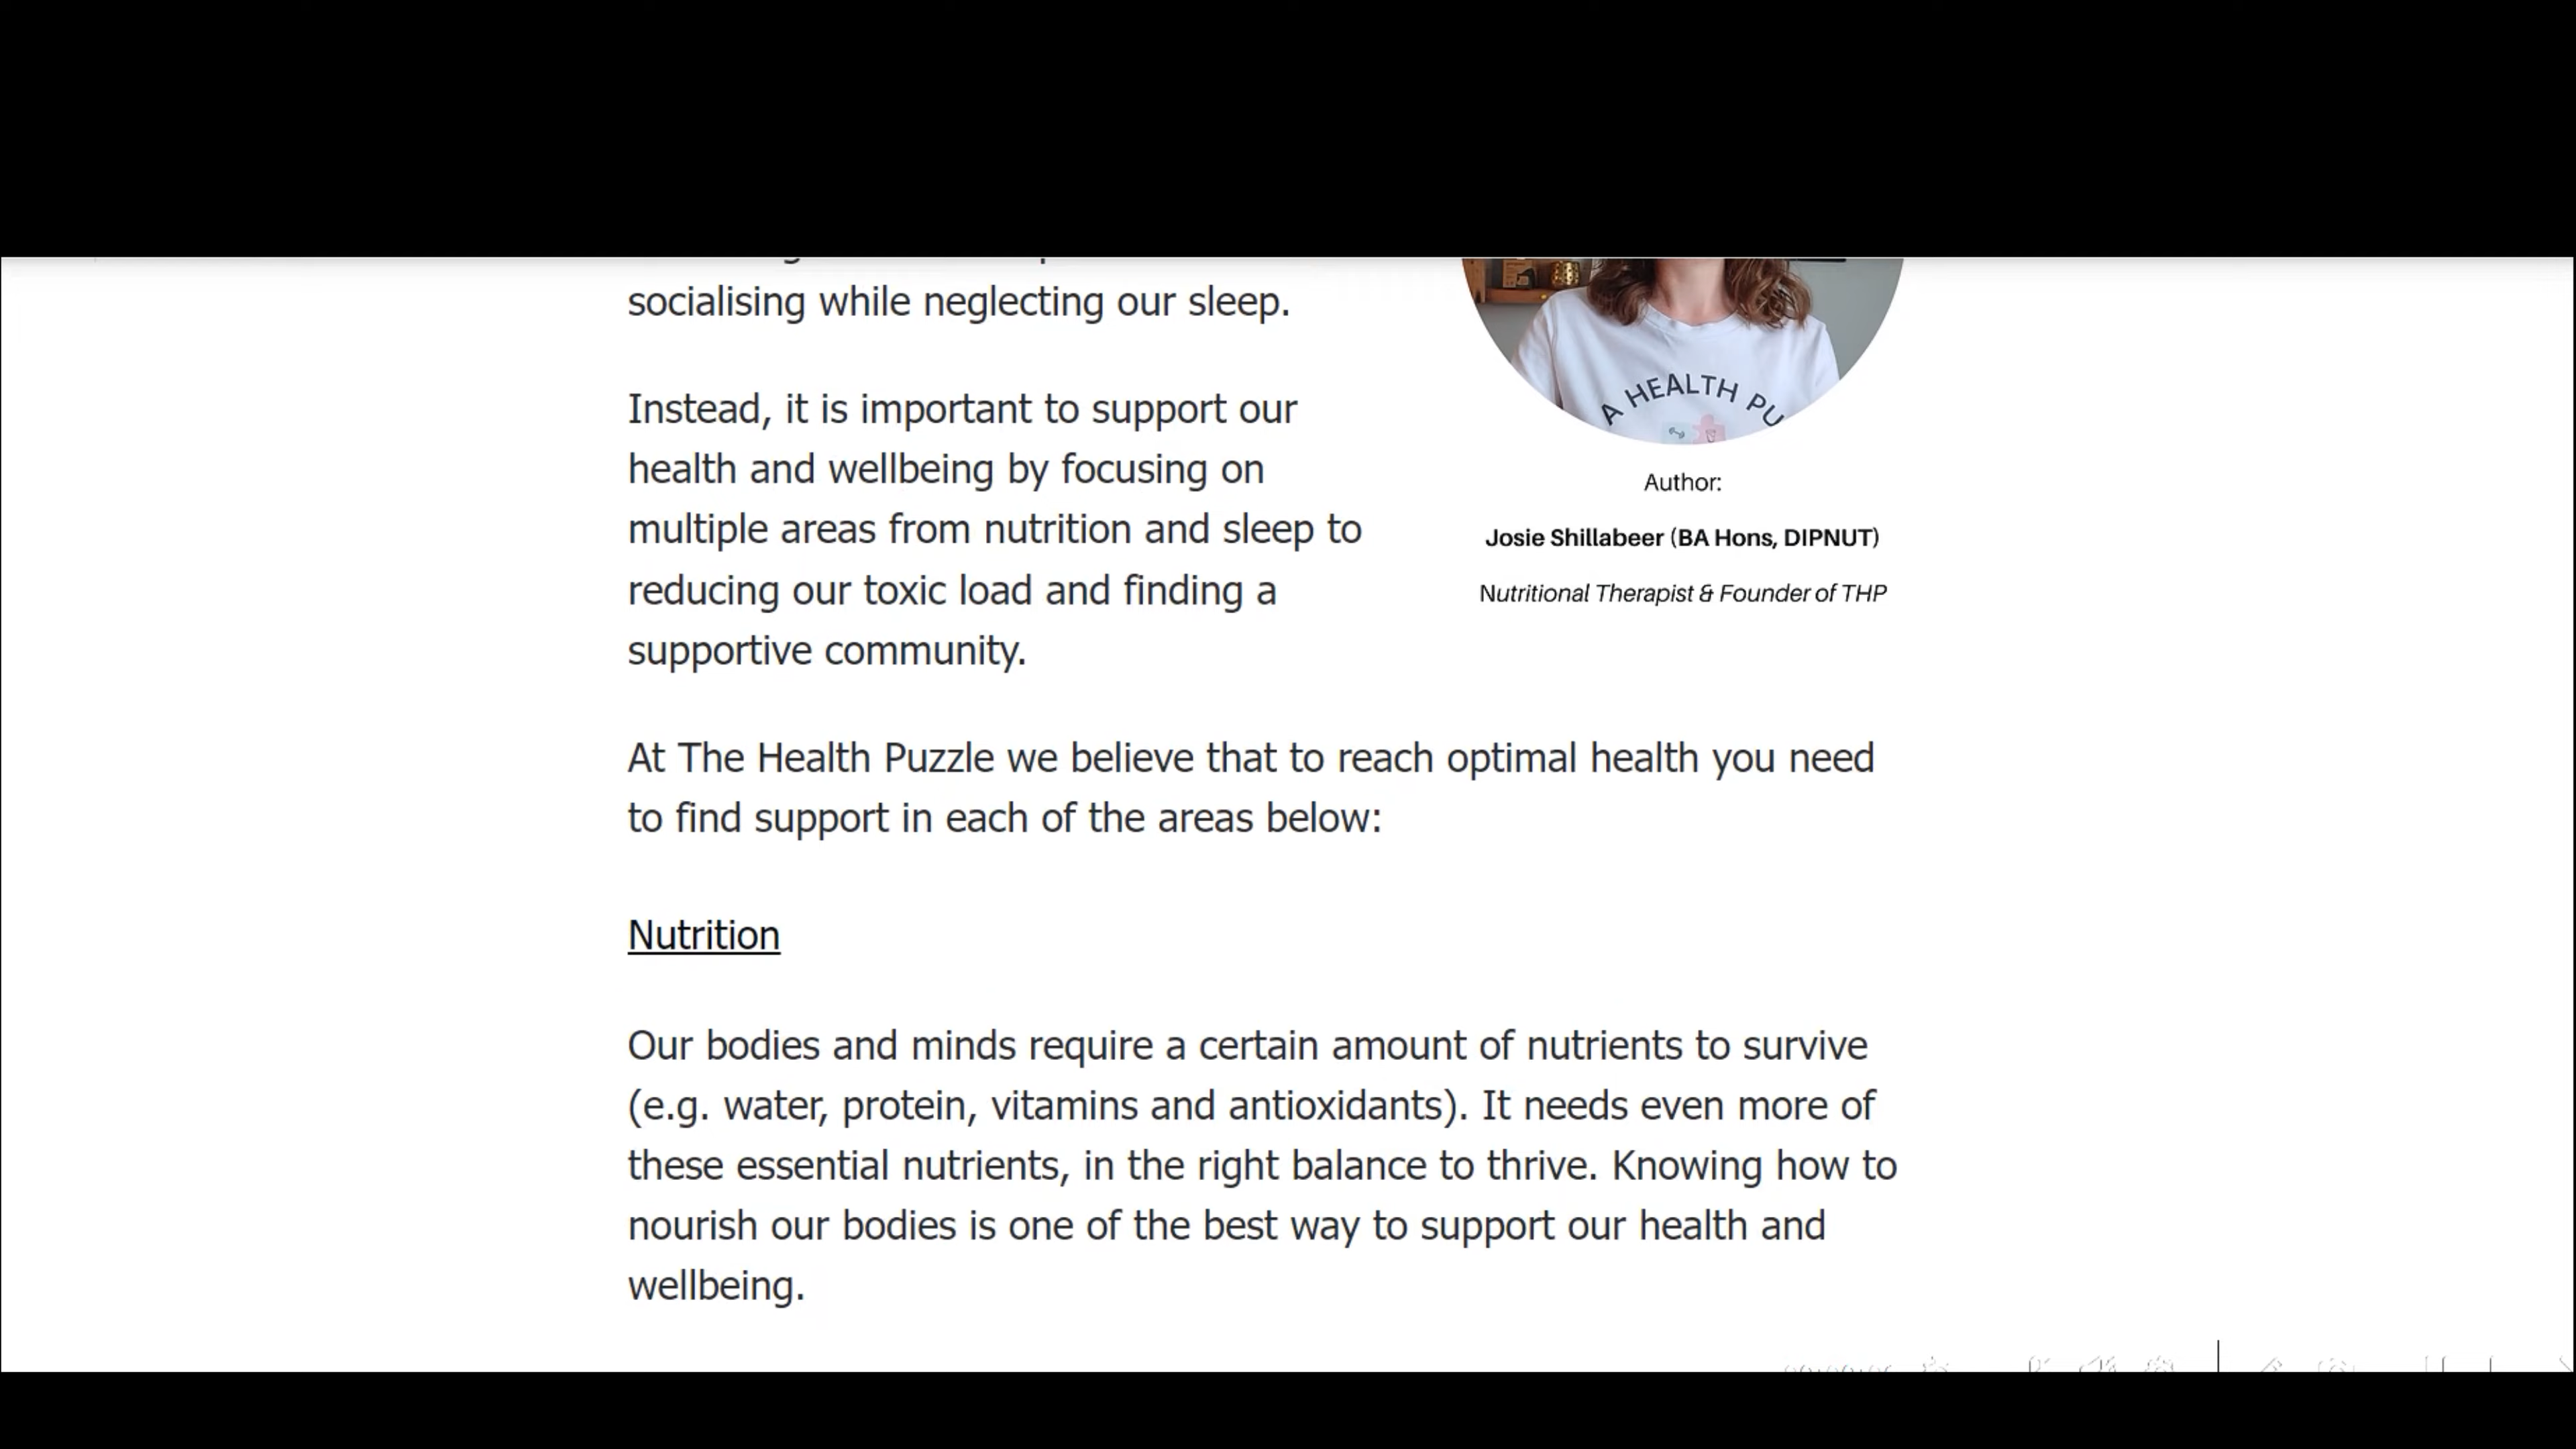 socialising while neglecting our sleep.
Instead, it is important to support our
health and wellbeing by focusing on
multiple areas from nutrition and sleep to
reducing our toxic load and finding a
supportive community.
A HEALTH PU
Author:
Josie Shillabeer (BA Hons, DIPNUT)
Nutritional Therapist & Founder of THP
At The Health Puzzle we believe that to reach optimal health you need
to find support in each of the areas below:
Nutrition
Our bodies and minds require a certain amount of nutrients to survive
(e.g. water, protein, vitamins and antioxidants). It needs even more of
these essential nutrients, in the right balance to thrive. Knowing how to
nourish our bodies is one of the best way to support our health and
wellbeing.